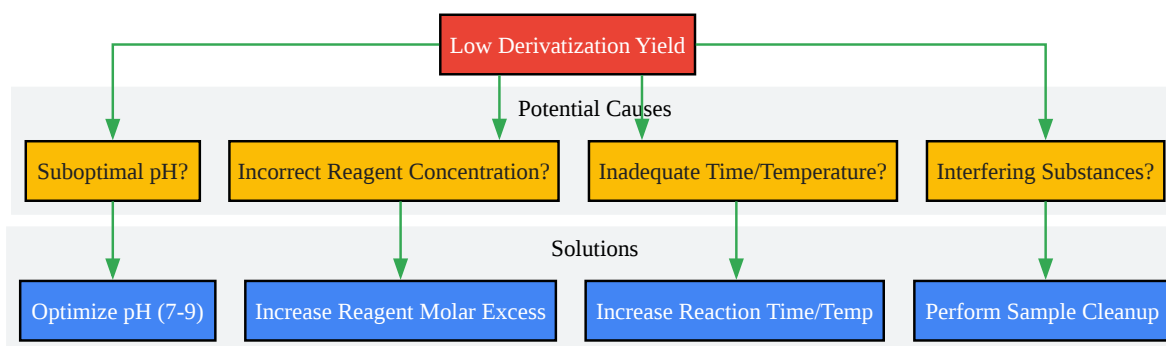 Low Derivatization Yield
Potential Causes
Suboptimal pH?
Incorrect Reagent Concentration?
Inadequate Time/Temperature?
Interfering Substances?
Solutions
Optimize pH (7-9)
Increase Reagent Molar Excess
Increase Reaction Time/Temp
Perform Sample Cleanup